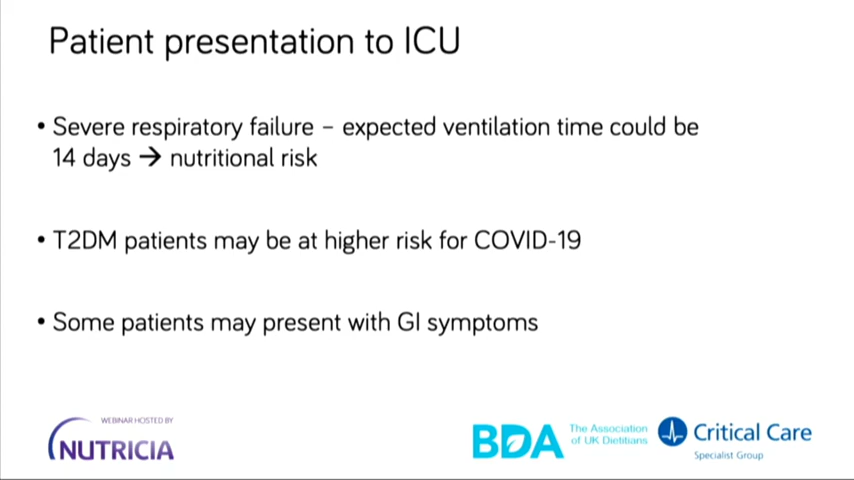 Patient presentation to ICU
• Severe respiratory failure – expected ventilation time could be
14 days → nutritional risk
• T2DM patients may be at higher risk for COVID-19
• Some patients may present with GI symptoms
WEBINAR HOSTED BY
NUTRICIA
BDA
The Association
of UK Dietitians
Critical Care
Specialist Group